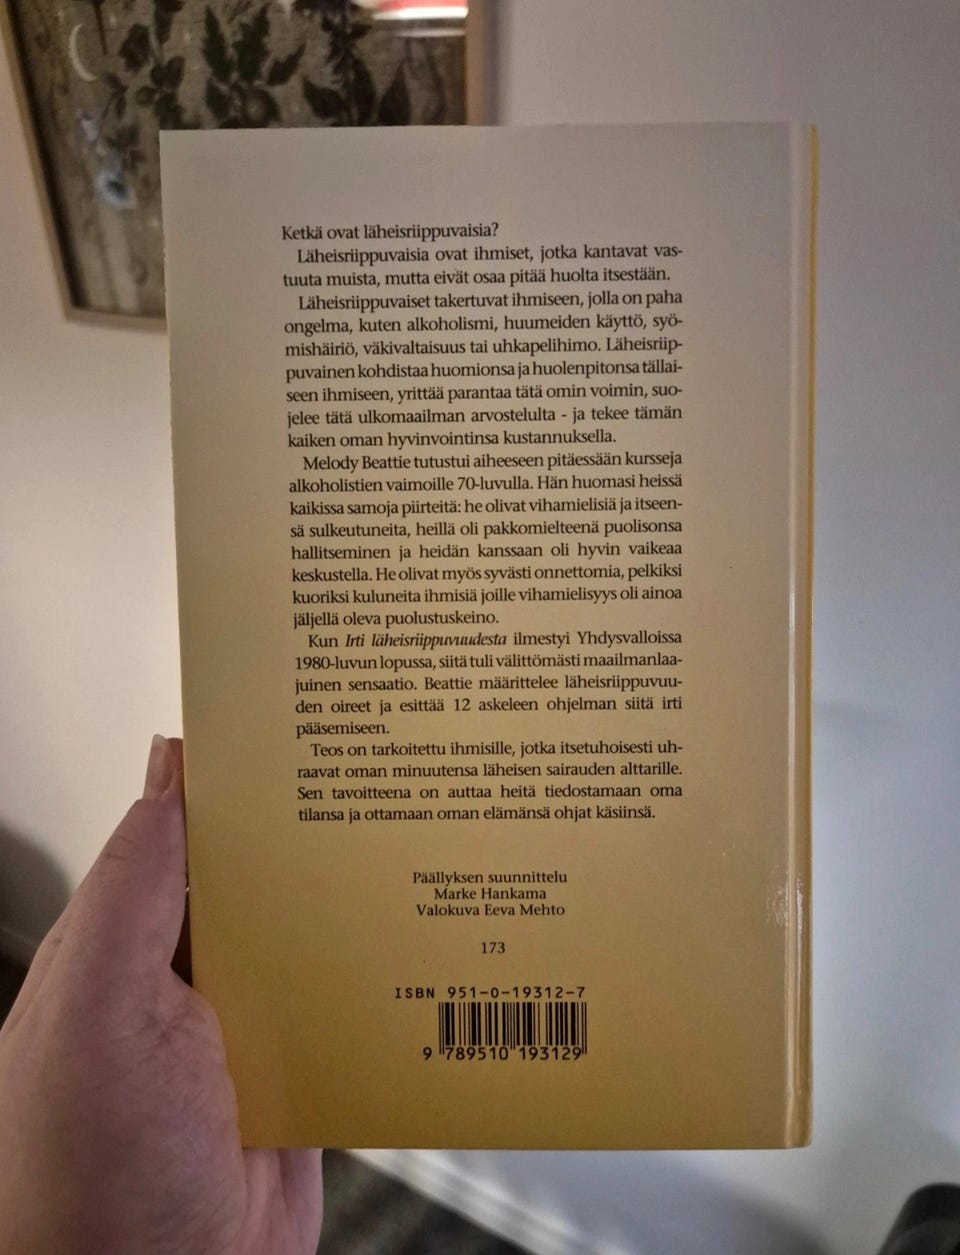 Ketkä ovat läheisriippuvaisia?
Läheisriippuvaisia ovat ihmiset, jotka kantavat vas-
tuuta muista, mutta eivät osaa pitää huolta itsestään.
Läheisriippuvaiset takertuvat ihmiseen, jolla on paha
ongelma, kuten alkoholismi, huumeiden käyttö, syö-
mishäiriö, väkivaltaisuus tai uhkapelihimo. Läheisriip-
puvainen kohdistaa huomionsa ja huolenpitonsa tällai-
seen ihmiseen, yrittää parantaa tätä omin voimin, suo-
jelee tätä ulkomaailman arvostelulta - ja tekee tämän
kaiken oman hyvinvointinsa kustannuksella.
Melody Beattie tutustui aiheeseen pitäessään kursseja
alkoholistien vaimoille 70-luvulla. Hän huomasi heissä
kaikissa samoja piirteitä: he olivat vihamielisiä ja itseen-
sä sulkeutuneita, heillä oli pakkomielteenä puolisonsa
hallitseminen ja heidän kanssaan oli hyvin vaikeaa
keskustella. He olivat myös syvästi onnettomia, pelkiksi
kuoriksi kuluneita ihmisiä joille vihamielisyys oli ainoa
jäljellä oleva puolustuskeino.
Kun Irti läheisriippuvuudesta ilmestyi Yhdysvalloissa
1980-luvun lopussa, siitä tuli välittömästi maailmanlaa-
juinen sensaatio. Beattie määrittelee läheisriippuvuu-
den oireet ja esittää 12 askeleen ohjelman siitä irti
pääsemiseen.
Teos on tarkoitettu ihmisille, jotka itsetuhoisesti uh-
raavat oman minuutensa läheisen sairauden alttarille.
Sen tavoitteena on auttaa heitä tiedostamaan oma
tilansa ja ottamaan oman elämänsä ohjat käsiinsä.
Päällyksen suunnittelu
Marke Hankama
Valokuva Eeva Mehto
173
ISBN 951-0-19312-7
9 789510 193129